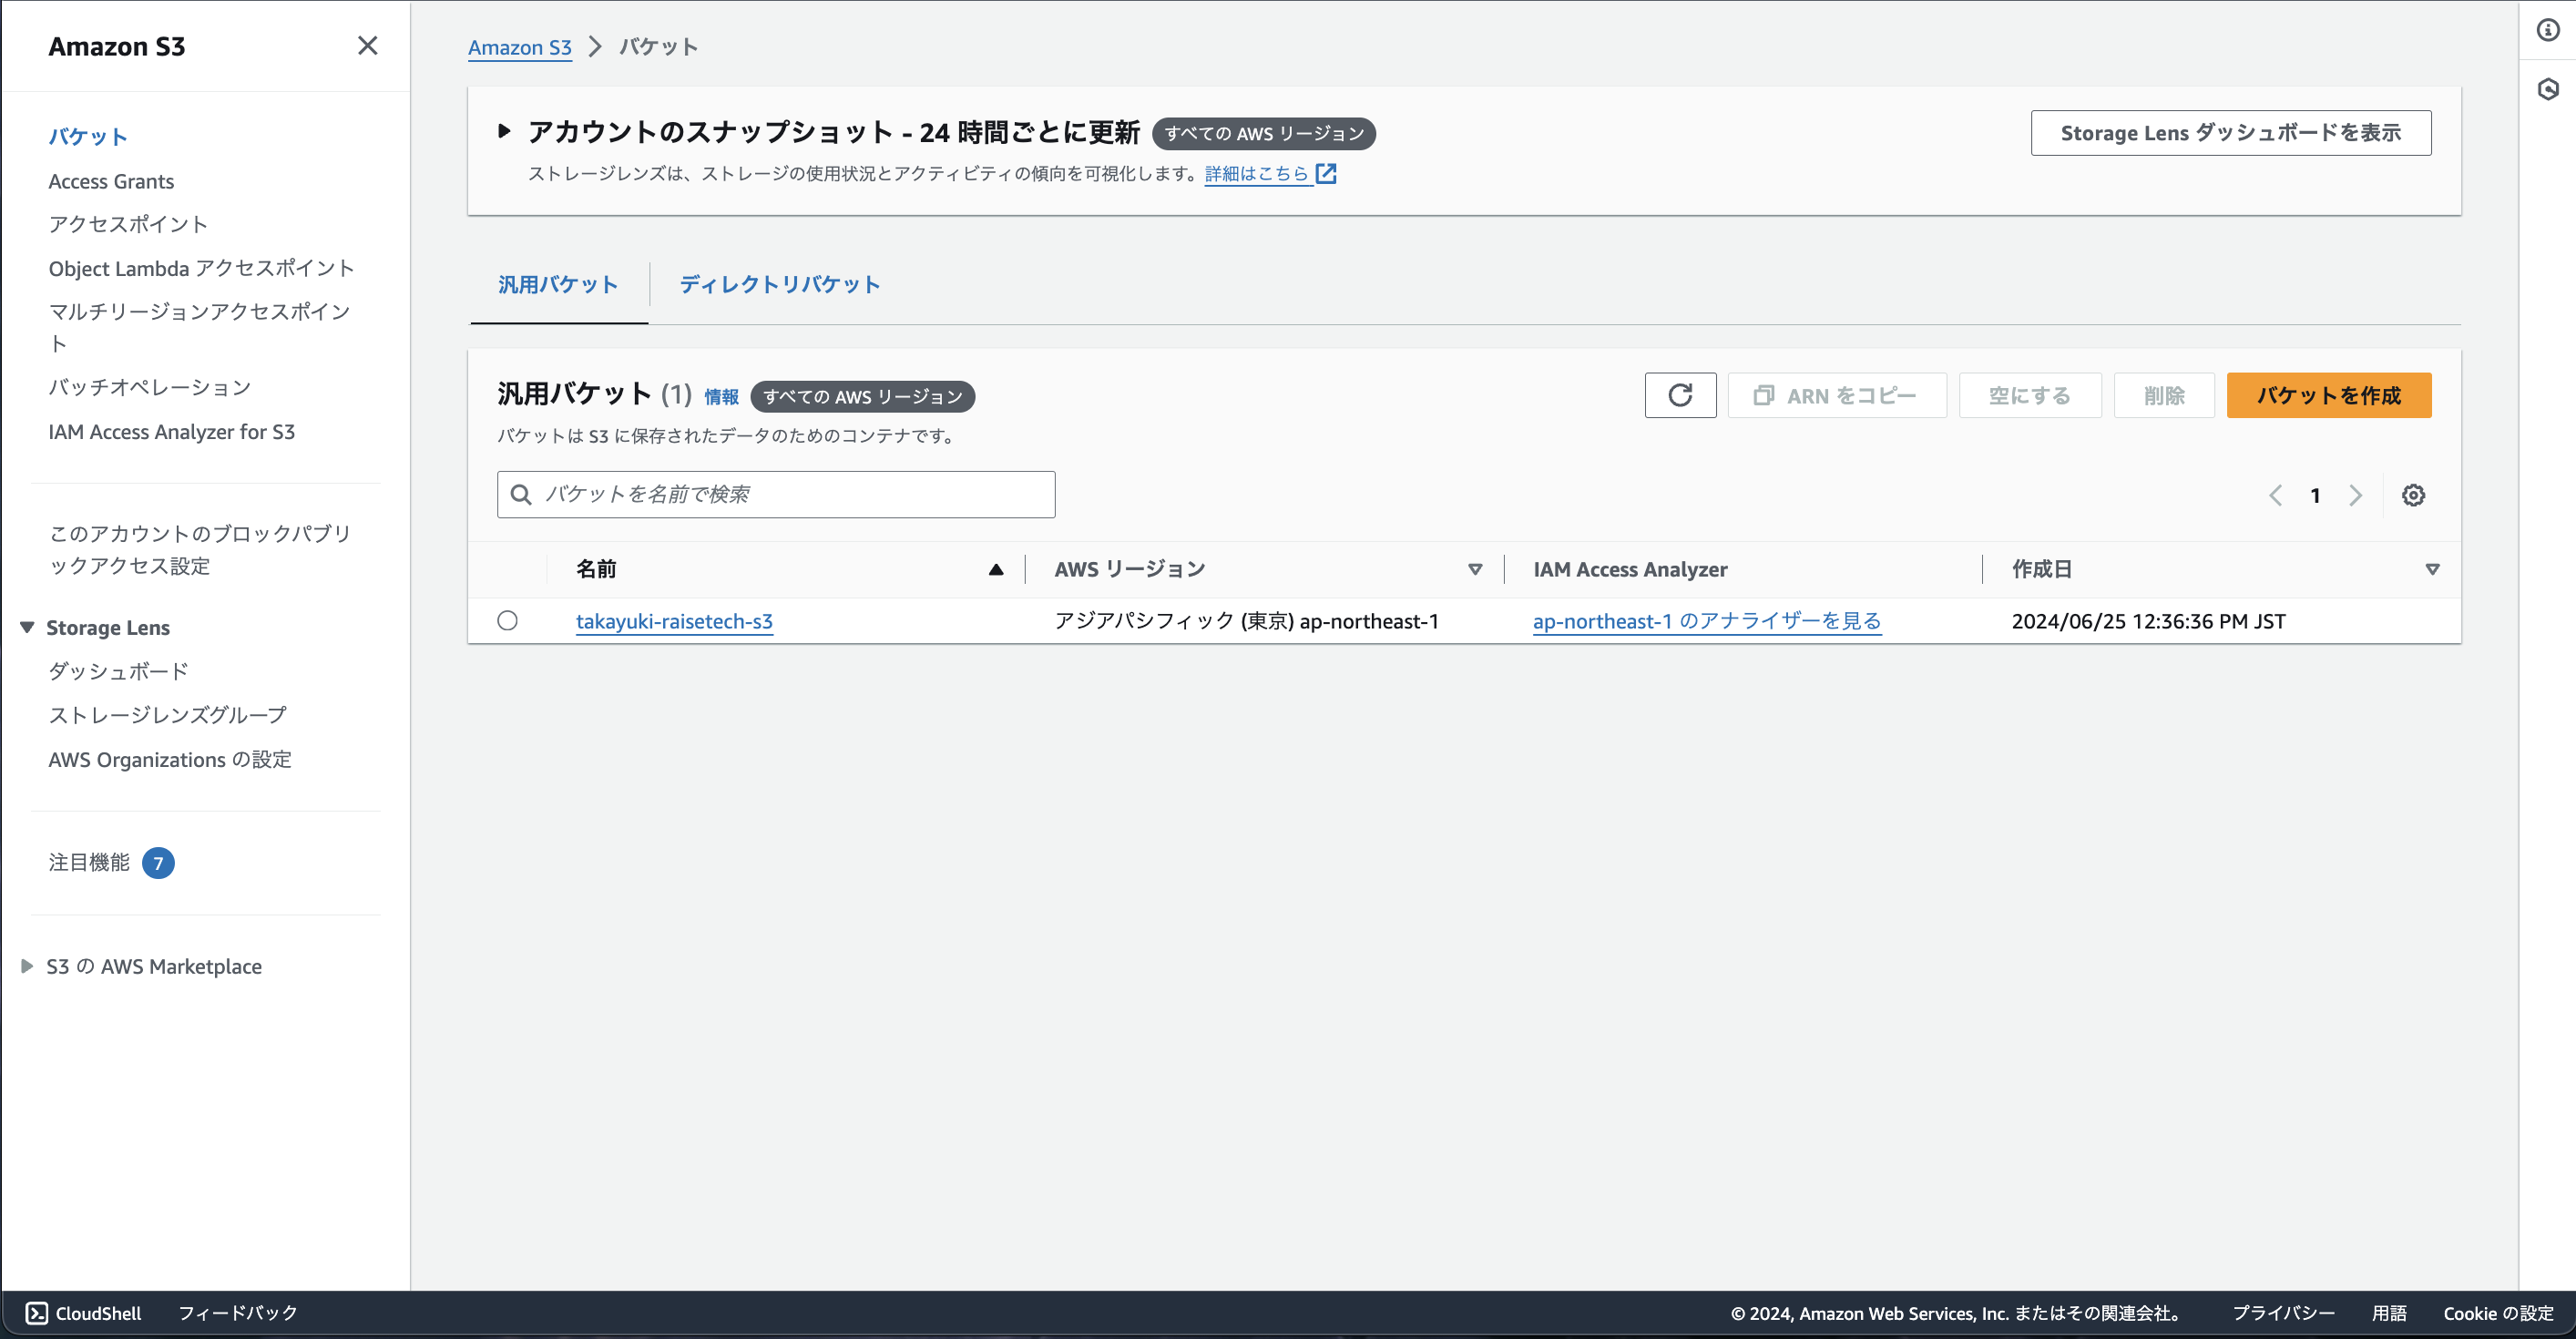 Amazon S3
バケット
Access Grants
アクセスポイント
Object Lambda アクセスポイント
マルチリージョンアクセスポイン
ト
バッチオペレーション
IAM Access Analyzer for S3
このアカウントのブロックパブリ
ックアクセス設定
Storage Lens
ダッシュボード
ストレージレンズグループ
AWS Organizations の設定
注目機能 7
S3 の AWS Marketplace
Amazon S3 バケット
アカウントのスナップショット - 24 時間ごとに更新 すべての AWS リージョン
Storage Lens ダッシュボードを表示
ストレージレンズは、ストレージの使用状況とアクティビティの傾向を可視化します。詳細はこちら
汎用バケット ディレクトリバケット
汎用バケット (1) 情報 すべての AWS リージョン
ARN をコピー 空にする 削除 バケットを作成
バケットは S3 に保存されたデータのためのコンテナです。
バケットを名前で検索
1
名前 AWS リージョン IAM Access Analyzer 作成日
takayuki-raisetech-s3 アジアパシフィック (東京) ap-northeast-1 ap-northeast-1 のアナライザーを見る 2024/06/25 12:36:36 PM JST
CloudShell フィードバック © 2024, Amazon Web Services, Inc. またはその関連会社。 プライバシー 用語 Cookie の設定